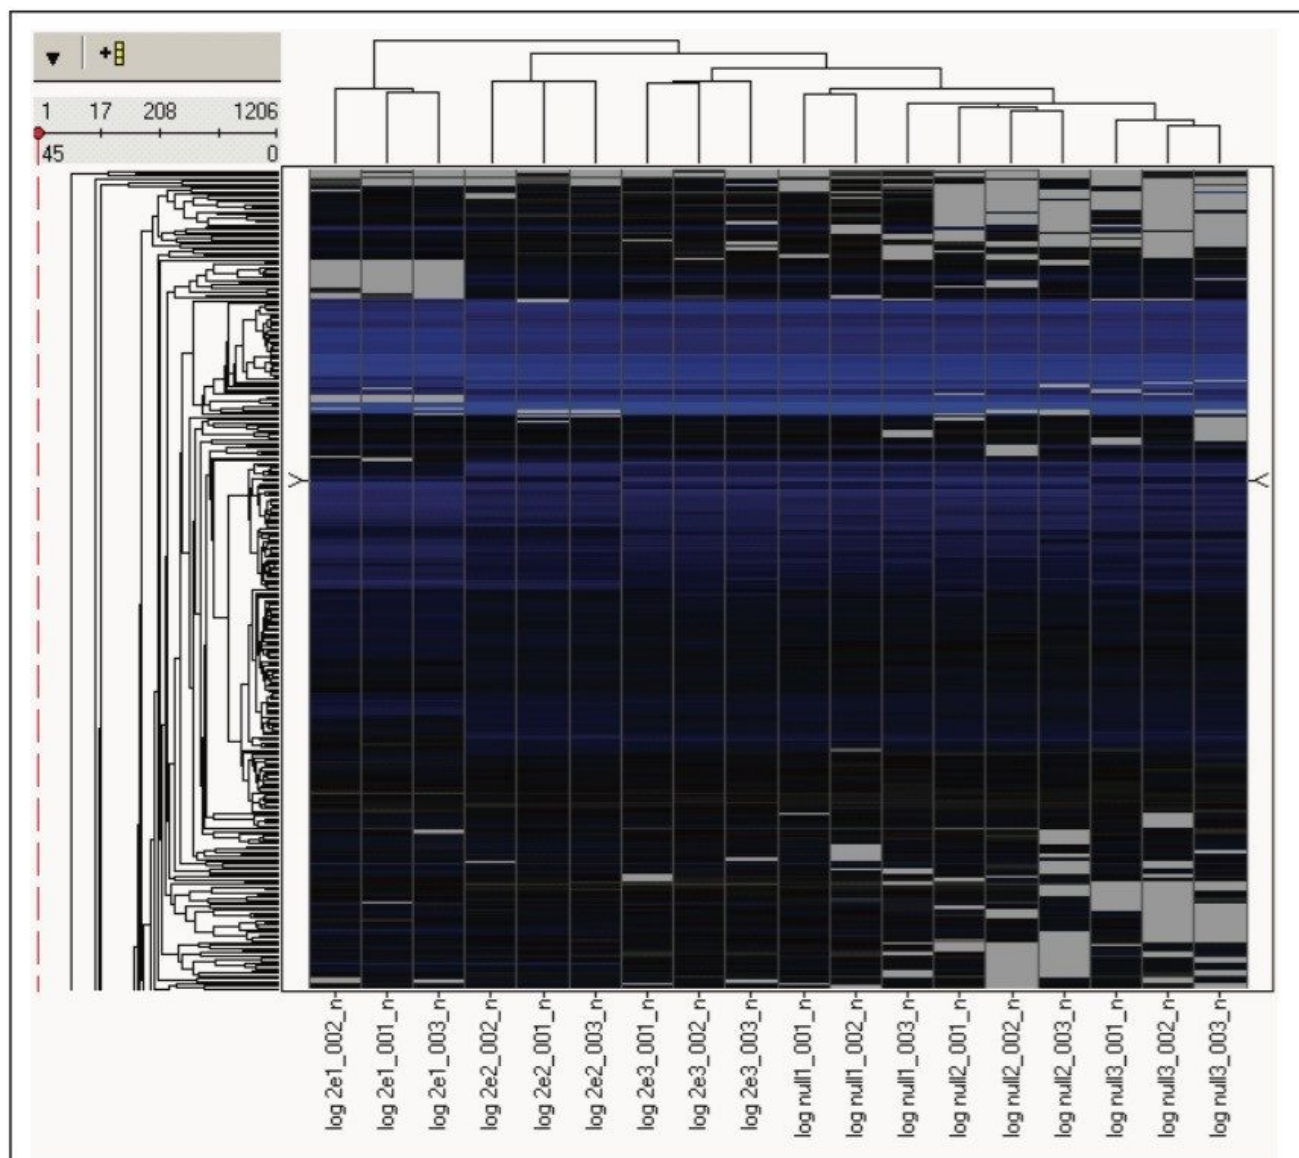 1 17 208 1206
45 0
log 2e1_002_n
log 2e1_001_n
log 2e1_003_n
log 2e2_002_n
log 2e2_001_n
log 2e2_003_n
log 2e3_001_n
log 2e3_002_n
log 2e3_003_n
log null1_001_n
log null1_002_n
log null1_003_n
log null2_001_n
log null2_002_n
log null2_003_n
log null3_001_n
log null3_002_n
log null3_003_n